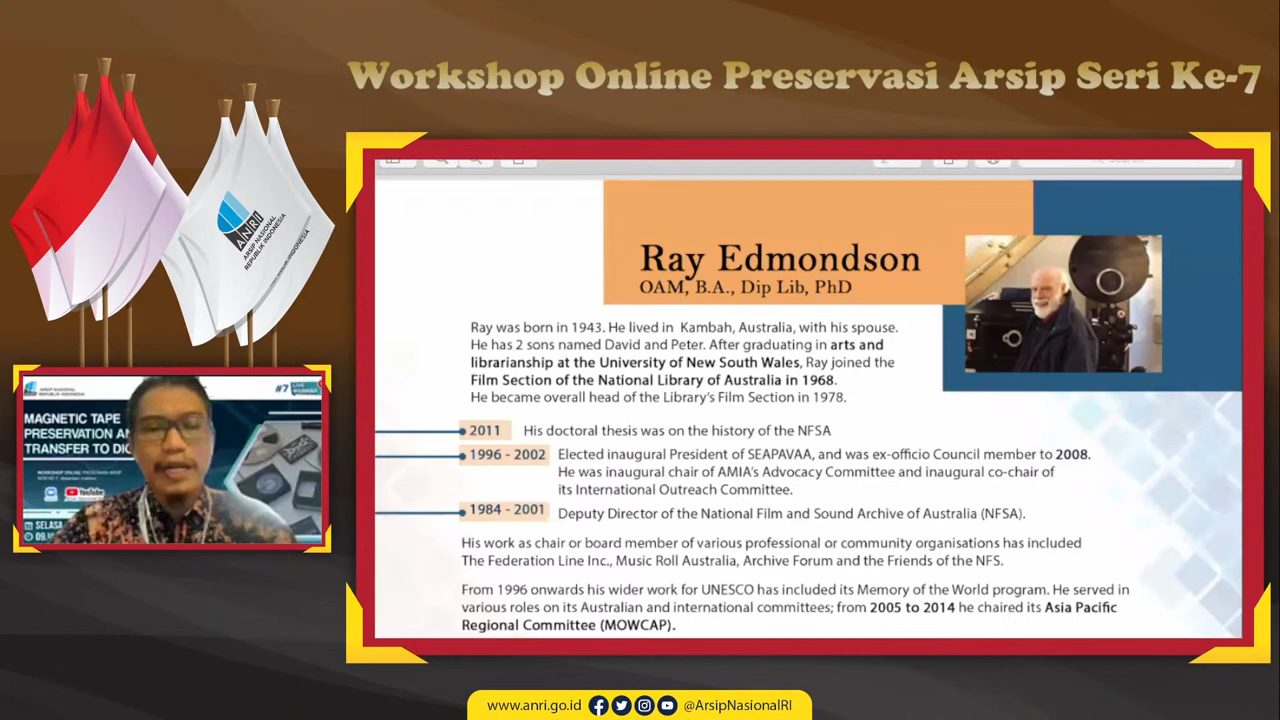 Workshop Online Preservasi Arsip Seri Ke-7
ANRI
ARSIP NASIONAL
REPUBLIK INDONESIA
Ray Edmondson
OAM, B.A., Dip Lib, PhD
Ray was born in 1943. He lived in Kambah, Australia, with his spouse.
He has 2 sons named David and Peter. After graduating in arts and
librarianship at the University of New South Wales, Ray joined the
Film Section of the National Library of Australia in 1968.
He became overall head of the Library's Film Section in 1978.
2011 His doctoral thesis was on the history of the NFSA
1996 - 2002 Elected inaugural President of SEAPAVAA, and was ex-officio Council member to 2008.
He was inaugural chair of AMIA's Advocacy Committee and inaugural co-chair of
its International Outreach Committee.
1984 - 2001 Deputy Director of the National Film and Sound Archive of Australia (NFSA).
His work as chair or board member of various professional or community organisations has included
The Federation Line Inc., Music Roll Australia, Archive Forum and the Friends of the NFS.
From 1996 onwards his wider work for UNESCO has included its Memory of the World program. He served in
various roles on its Australian and international committees; from 2005 to 2014 he chaired its Asia Pacific
Regional Committee (MOWCAP).
ARSIP NASIONAL
REPUBLIK INDONESIA
#7 LIVE
MAGNETIC TAPE
PRESERVATION AN
TRANSFER TO DI
YouTube
SELASA
www.anri.go.id @ArsipNasionalRI